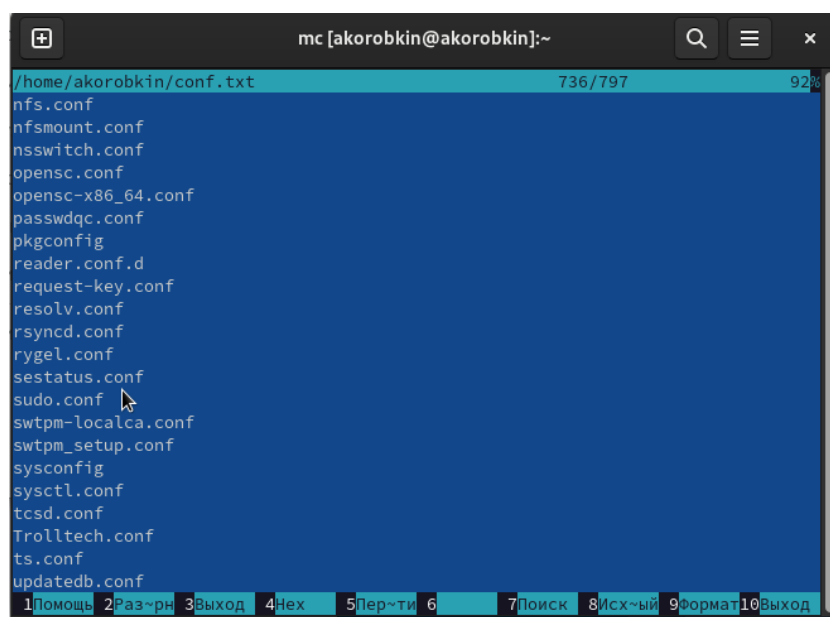 mc [akorobkin@akorobkin]:~
/home/akorobkin/conf.txt 736/797 92%
nfs.conf
nfsmount.conf
nsswitch.conf
opensc.conf
opensc-x86_64.conf
passwdqc.conf
pkgconfig
reader.conf.d
request-key.conf
resolv.conf
rsyncd.conf
rygel.conf
sestatus.conf
sudo.conf
swtpm-localca.conf
swtpm_setup.conf
sysconfig
sysctl.conf
tcsd.conf
Trolltech.conf
ts.conf
updatedb.conf
1Помощь 2Раз~рн 3Выход 4Hex 5Пер~ти 6 7Поиск 8Исх~ый 9Формат 10Выход